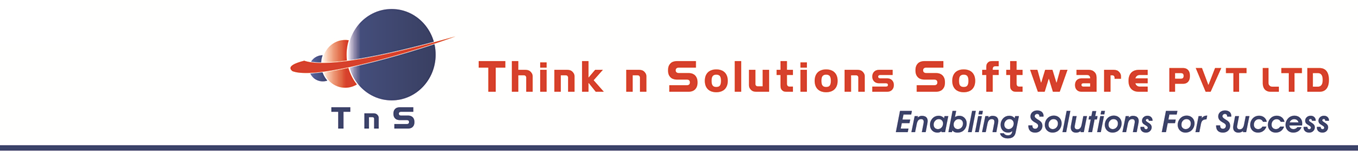 Think n Solutions Software PVT LTD
TnS
Enabling Solutions For Success